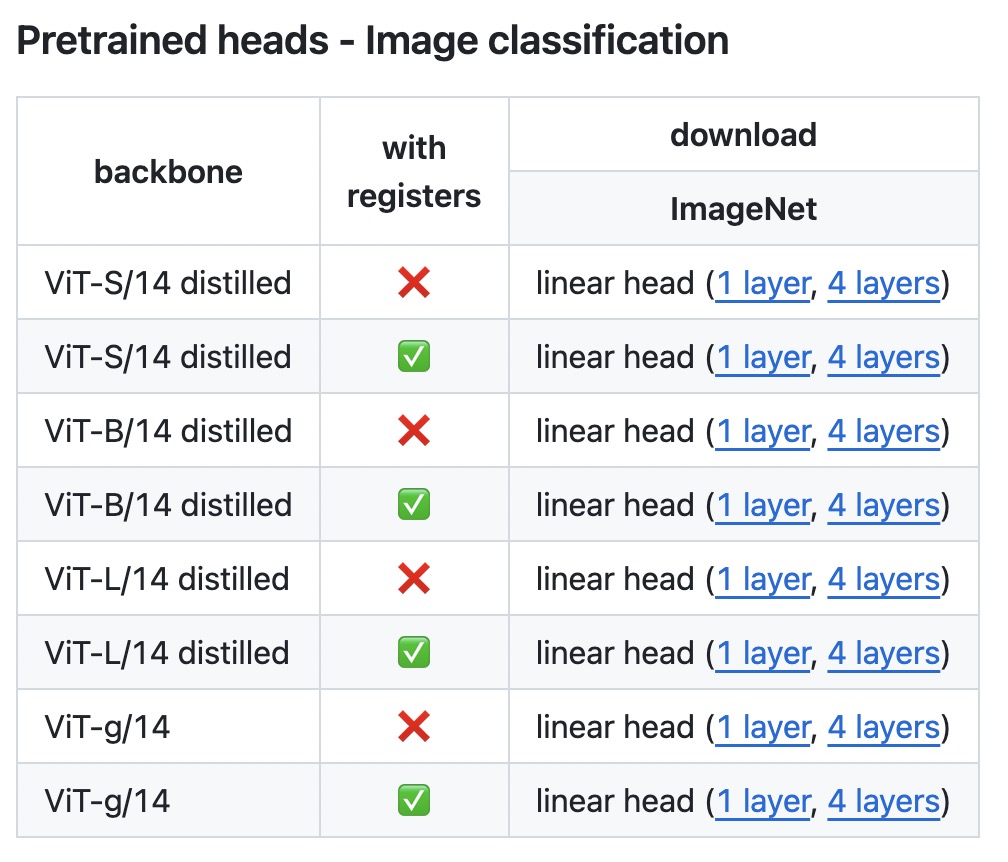 Pretrained heads - Image classification
backbone
with
registers
download
ImageNet
ViT-S/14 distilled ❌ linear head (1 layer, 4 layers)
ViT-S/14 distilled ✅ linear head (1 layer, 4 layers)
ViT-B/14 distilled ❌ linear head (1 layer, 4 layers)
ViT-B/14 distilled ✅ linear head (1 layer, 4 layers)
ViT-L/14 distilled ❌ linear head (1 layer, 4 layers)
ViT-L/14 distilled ✅ linear head (1 layer, 4 layers)
ViT-g/14 ❌ linear head (1 layer, 4 layers)
ViT-g/14 ✅ linear head (1 layer, 4 layers)